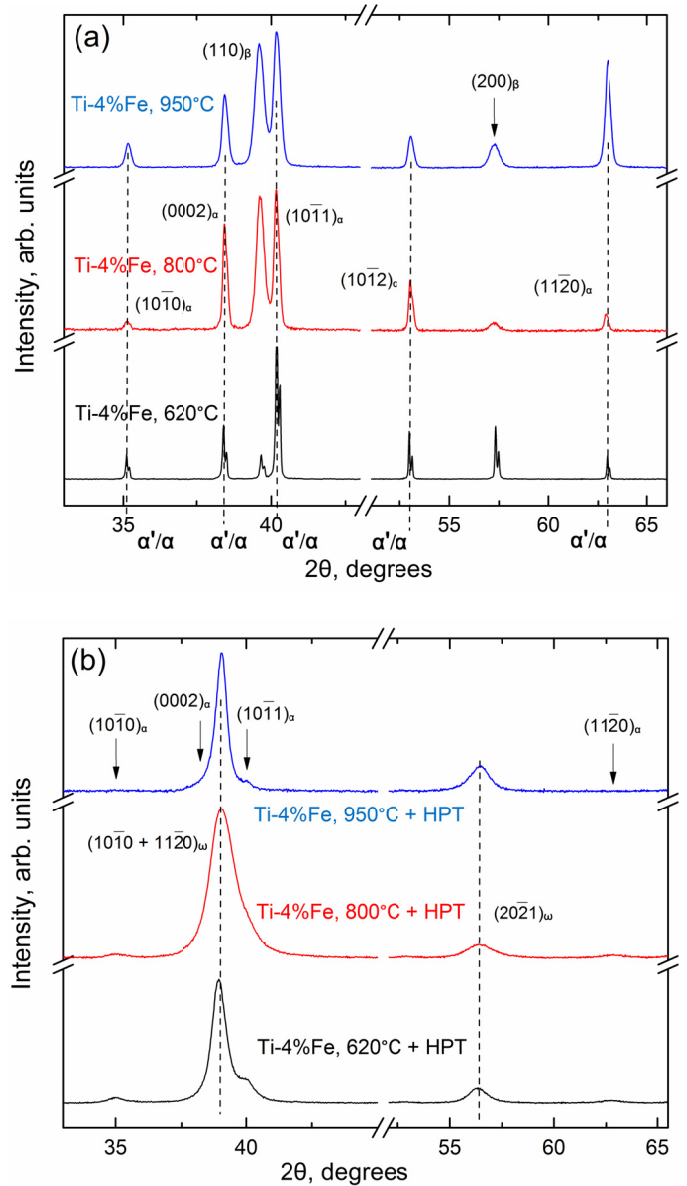 (a)
(110)β
Ti-4%Fe, 950°C
(200)β
(0002)α
(101̅1)α
Ti-4%Fe, 800°C
(101̅0)α
(101̅2)α
(112̅0)α
Ti-4%Fe, 620°C
Intensity, arb. units
35 40 55 60 65
α'/α α'/α α'/α α'/α α'/α
2θ, degrees
(b)
(0002)α
(101̅0)α
(101̅1)α
(112̅0)α
Ti-4%Fe, 950°C + HPT
(101̅0 + 112̅0)ω
Ti-4%Fe, 800°C + HPT
(202̅1)ω
Ti-4%Fe, 620°C + HPT
Intensity, arb. units
35 40 55 60 65
2θ, degrees